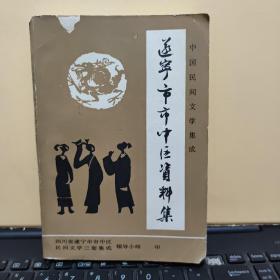 中国民间文学集成
遂宁市市中区资料集
四川省遂宁市市中区
民间文学三套集成 领导小组 印